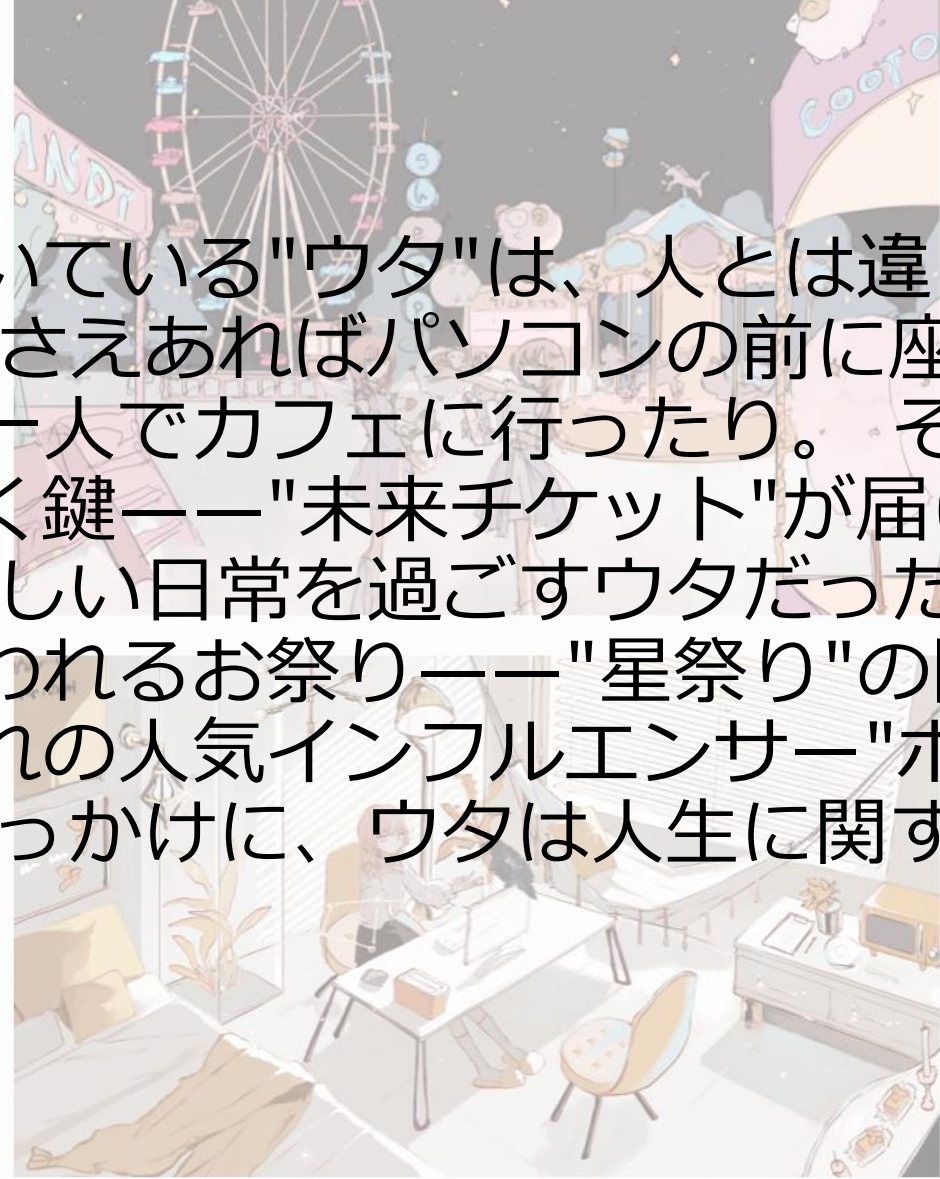 ANDY
COOTO
いている"ウタ"は、人とは違
さえあればパソコンの前に座
一人でカフェに行ったり。 そ
く鍵ーー"未来チケット"が届い
しい日常を過ごすウタだった
われるお祭りーー"星祭り"の
れの人気インフルエンサー"ホ
っかけに、ウタは人生に関す